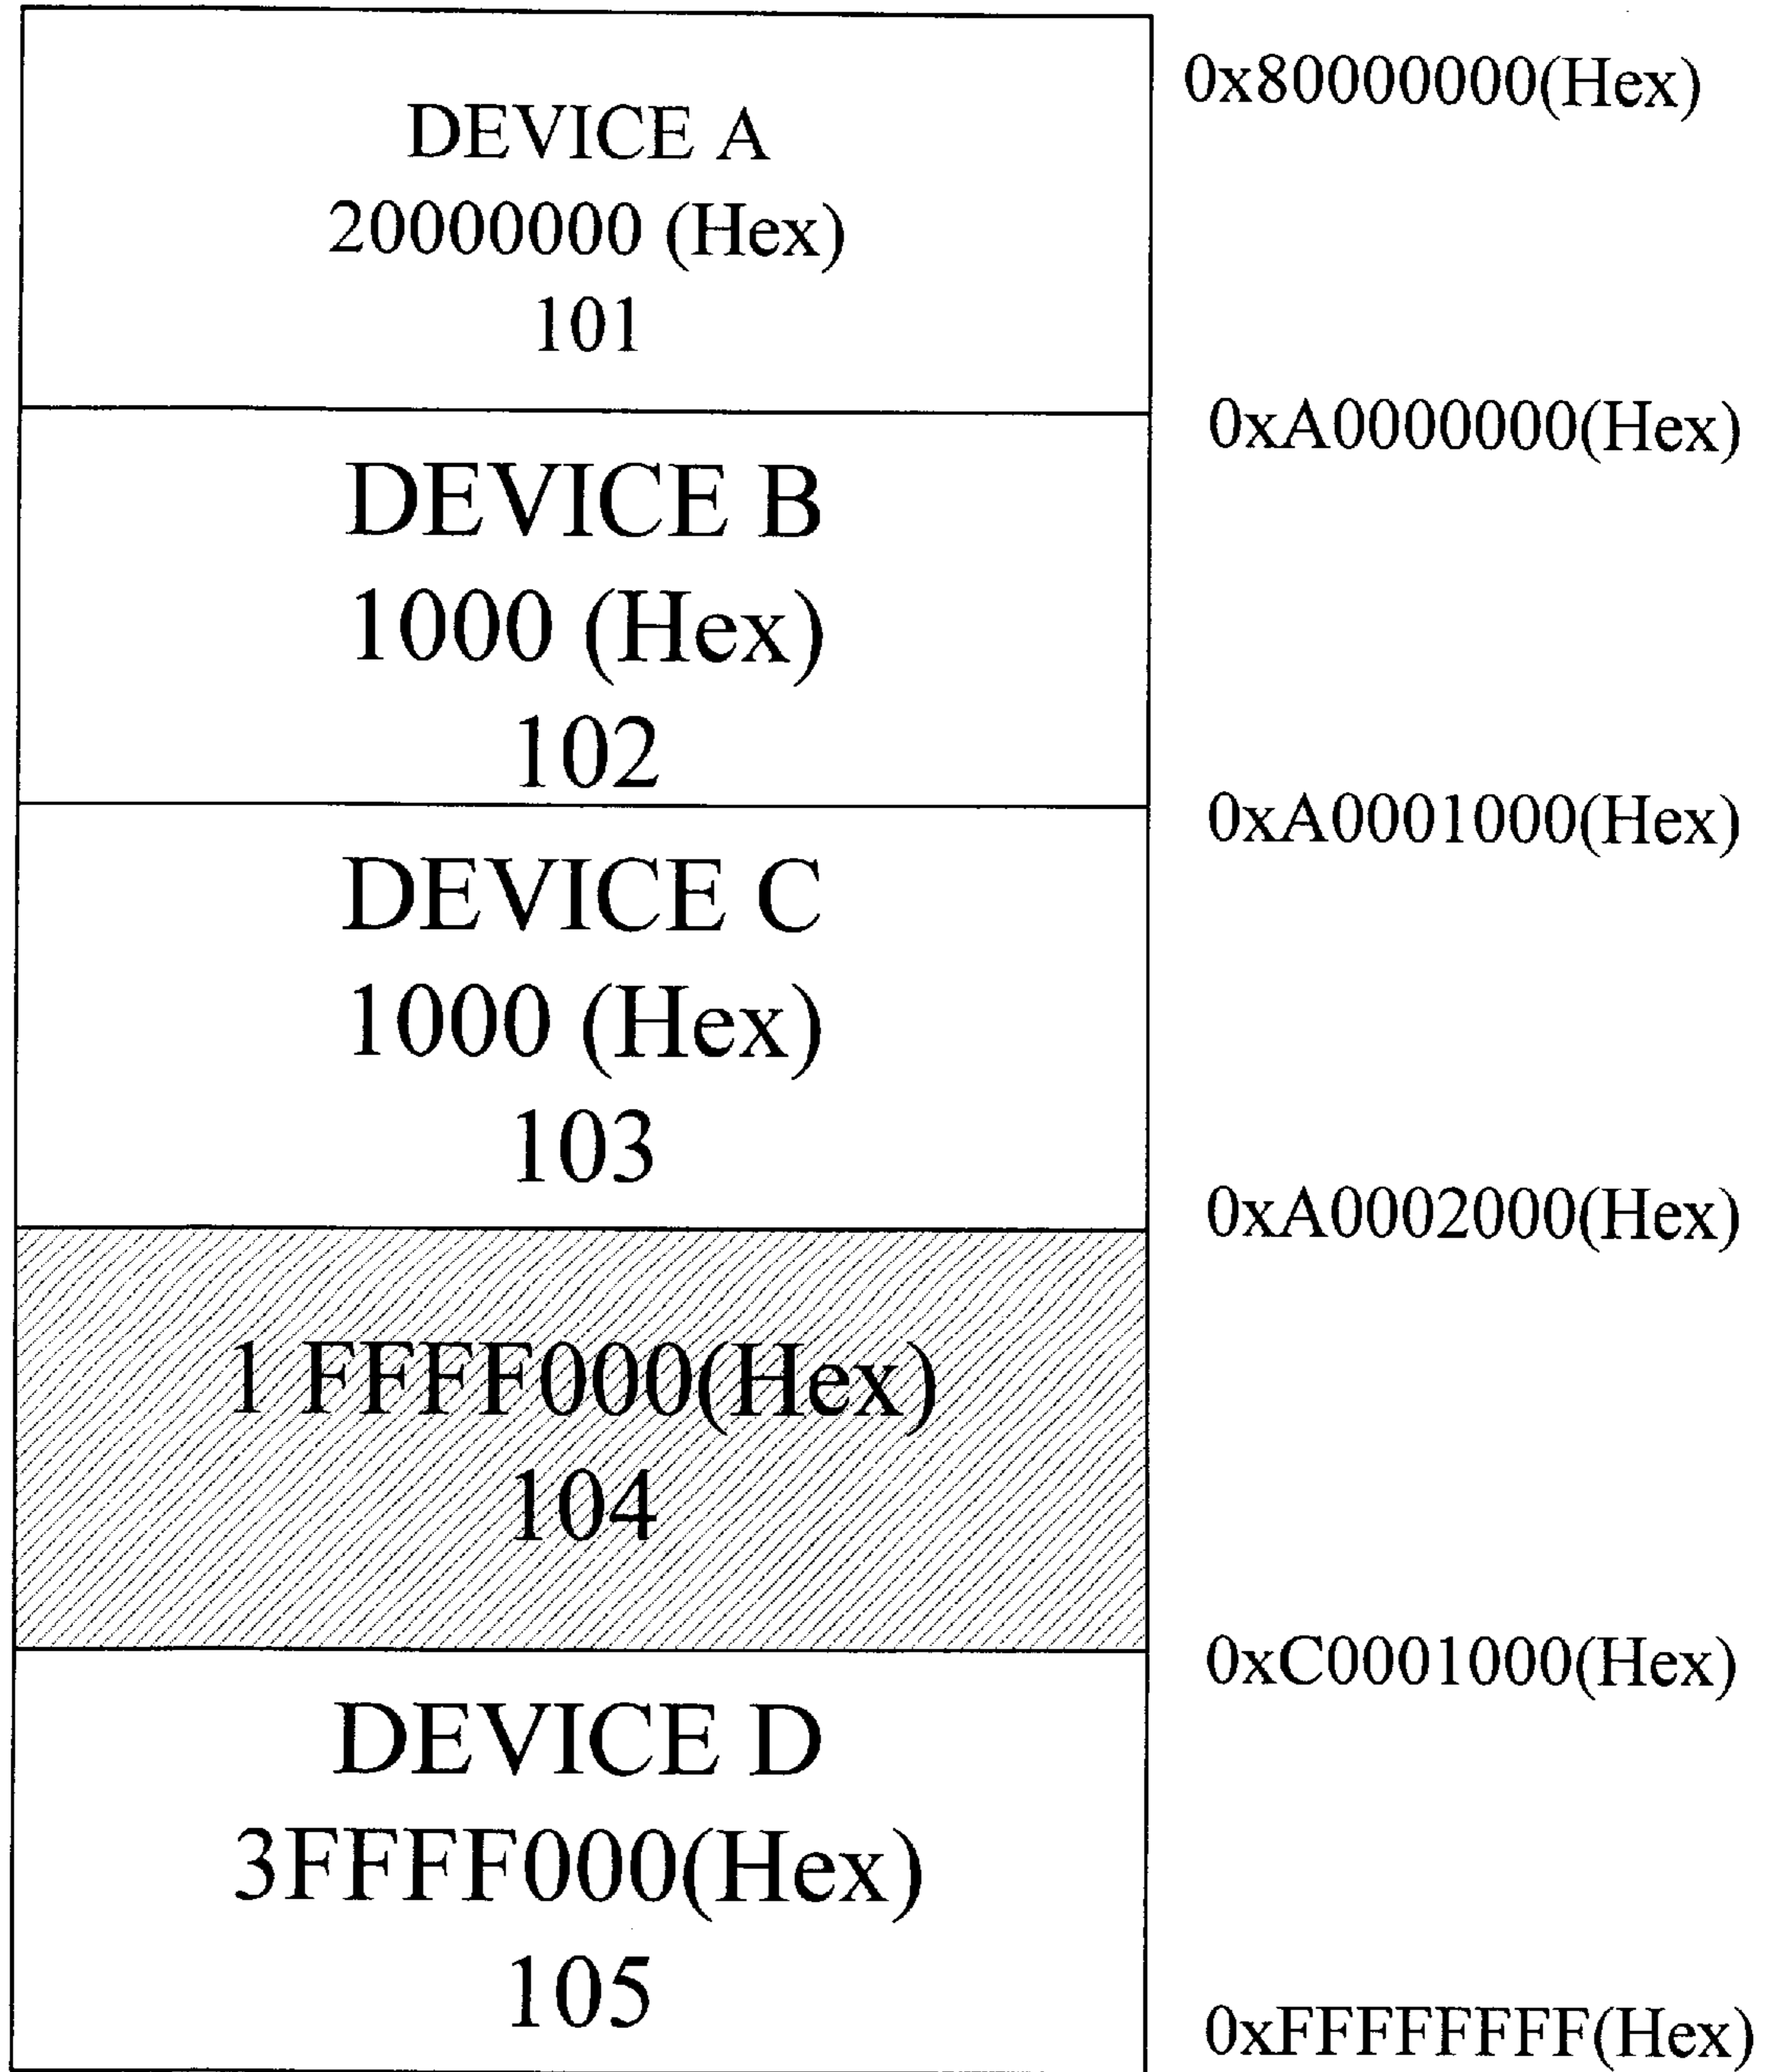 0x80000000(Hex)
DEVICE A
20000000 (Hex)
101
0xA0000000(Hex)
DEVICE B
1000 (Hex)
102
0xA0001000(Hex)
DEVICE C
1000 (Hex)
103
0xA0002000(Hex)
1 FFFF000(Hex)
104
0xC0001000(Hex)
DEVICE D
3FFFF000(Hex)
105
0xFFFFFFFF(Hex)